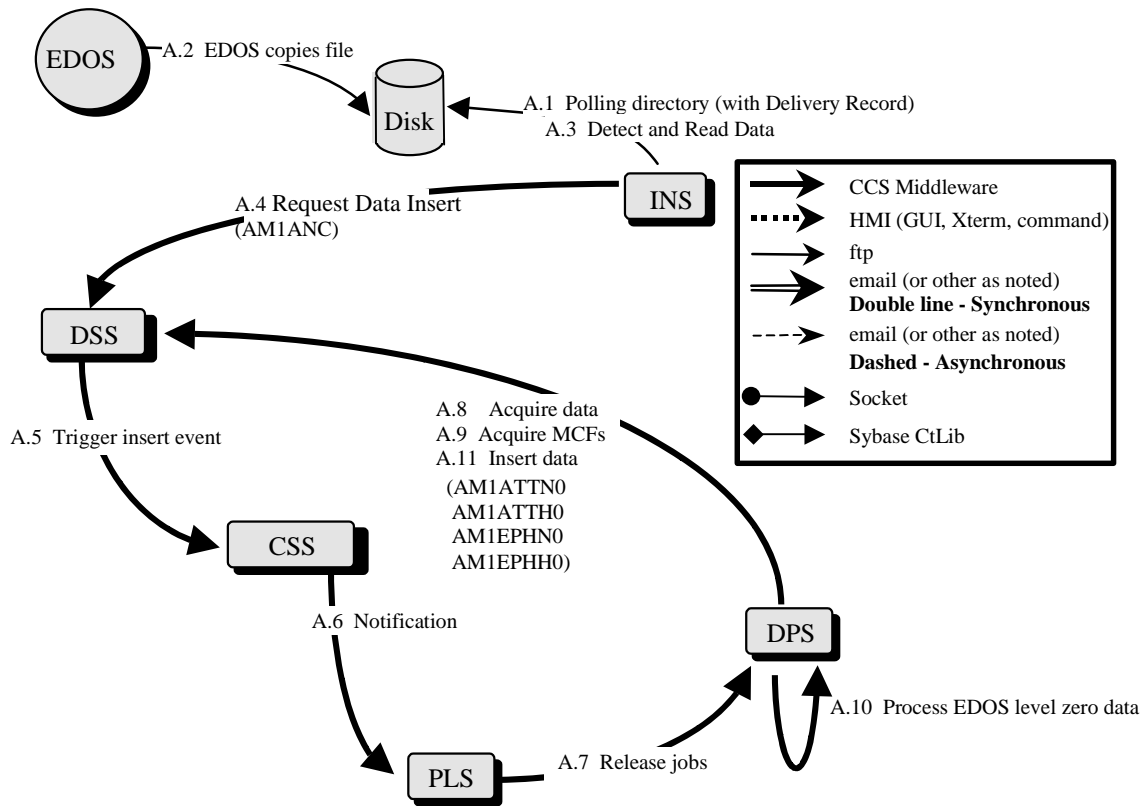 EDOS
A.2 EDOS copies file
Disk
A.1 Polling directory (with Delivery Record)
A.3 Detect and Read Data
INS
A.4 Request Data Insert
(AM1ANC)
CCS Middleware
HMI (GUI, Xterm, command)
ftp
email (or other as noted)
Double line - Synchronous
email (or other as noted)
Dashed - Asynchronous
Socket
Sybase CtLib
DSS
A.5 Trigger insert event
A.8 Acquire data
A.9 Acquire MCFs
A.11 Insert data
(AM1ATTN0
AM1ATTH0
AM1EPHN0
AM1EPHH0)
CSS
A.6 Notification
DPS
A.10 Process EDOS level zero data
PLS
A.7 Release jobs